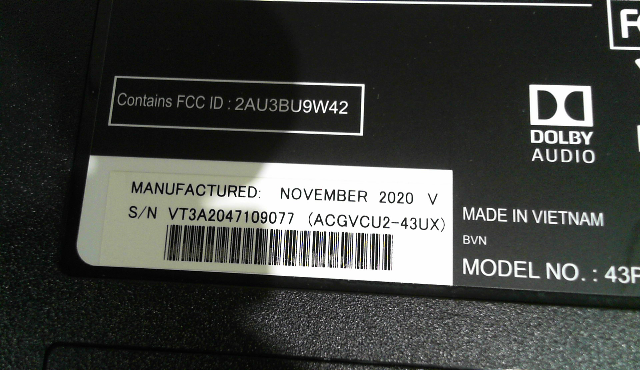 Contains FCC ID : 2AU3BU9W42
DOLBY
AUDIO
MANUFACTURED: NOVEMBER 2020 V
S/N VT3A2047109077 (ACGVCU2-43UX)
MADE IN VIETNAM
BVN
MODEL NO. : 43